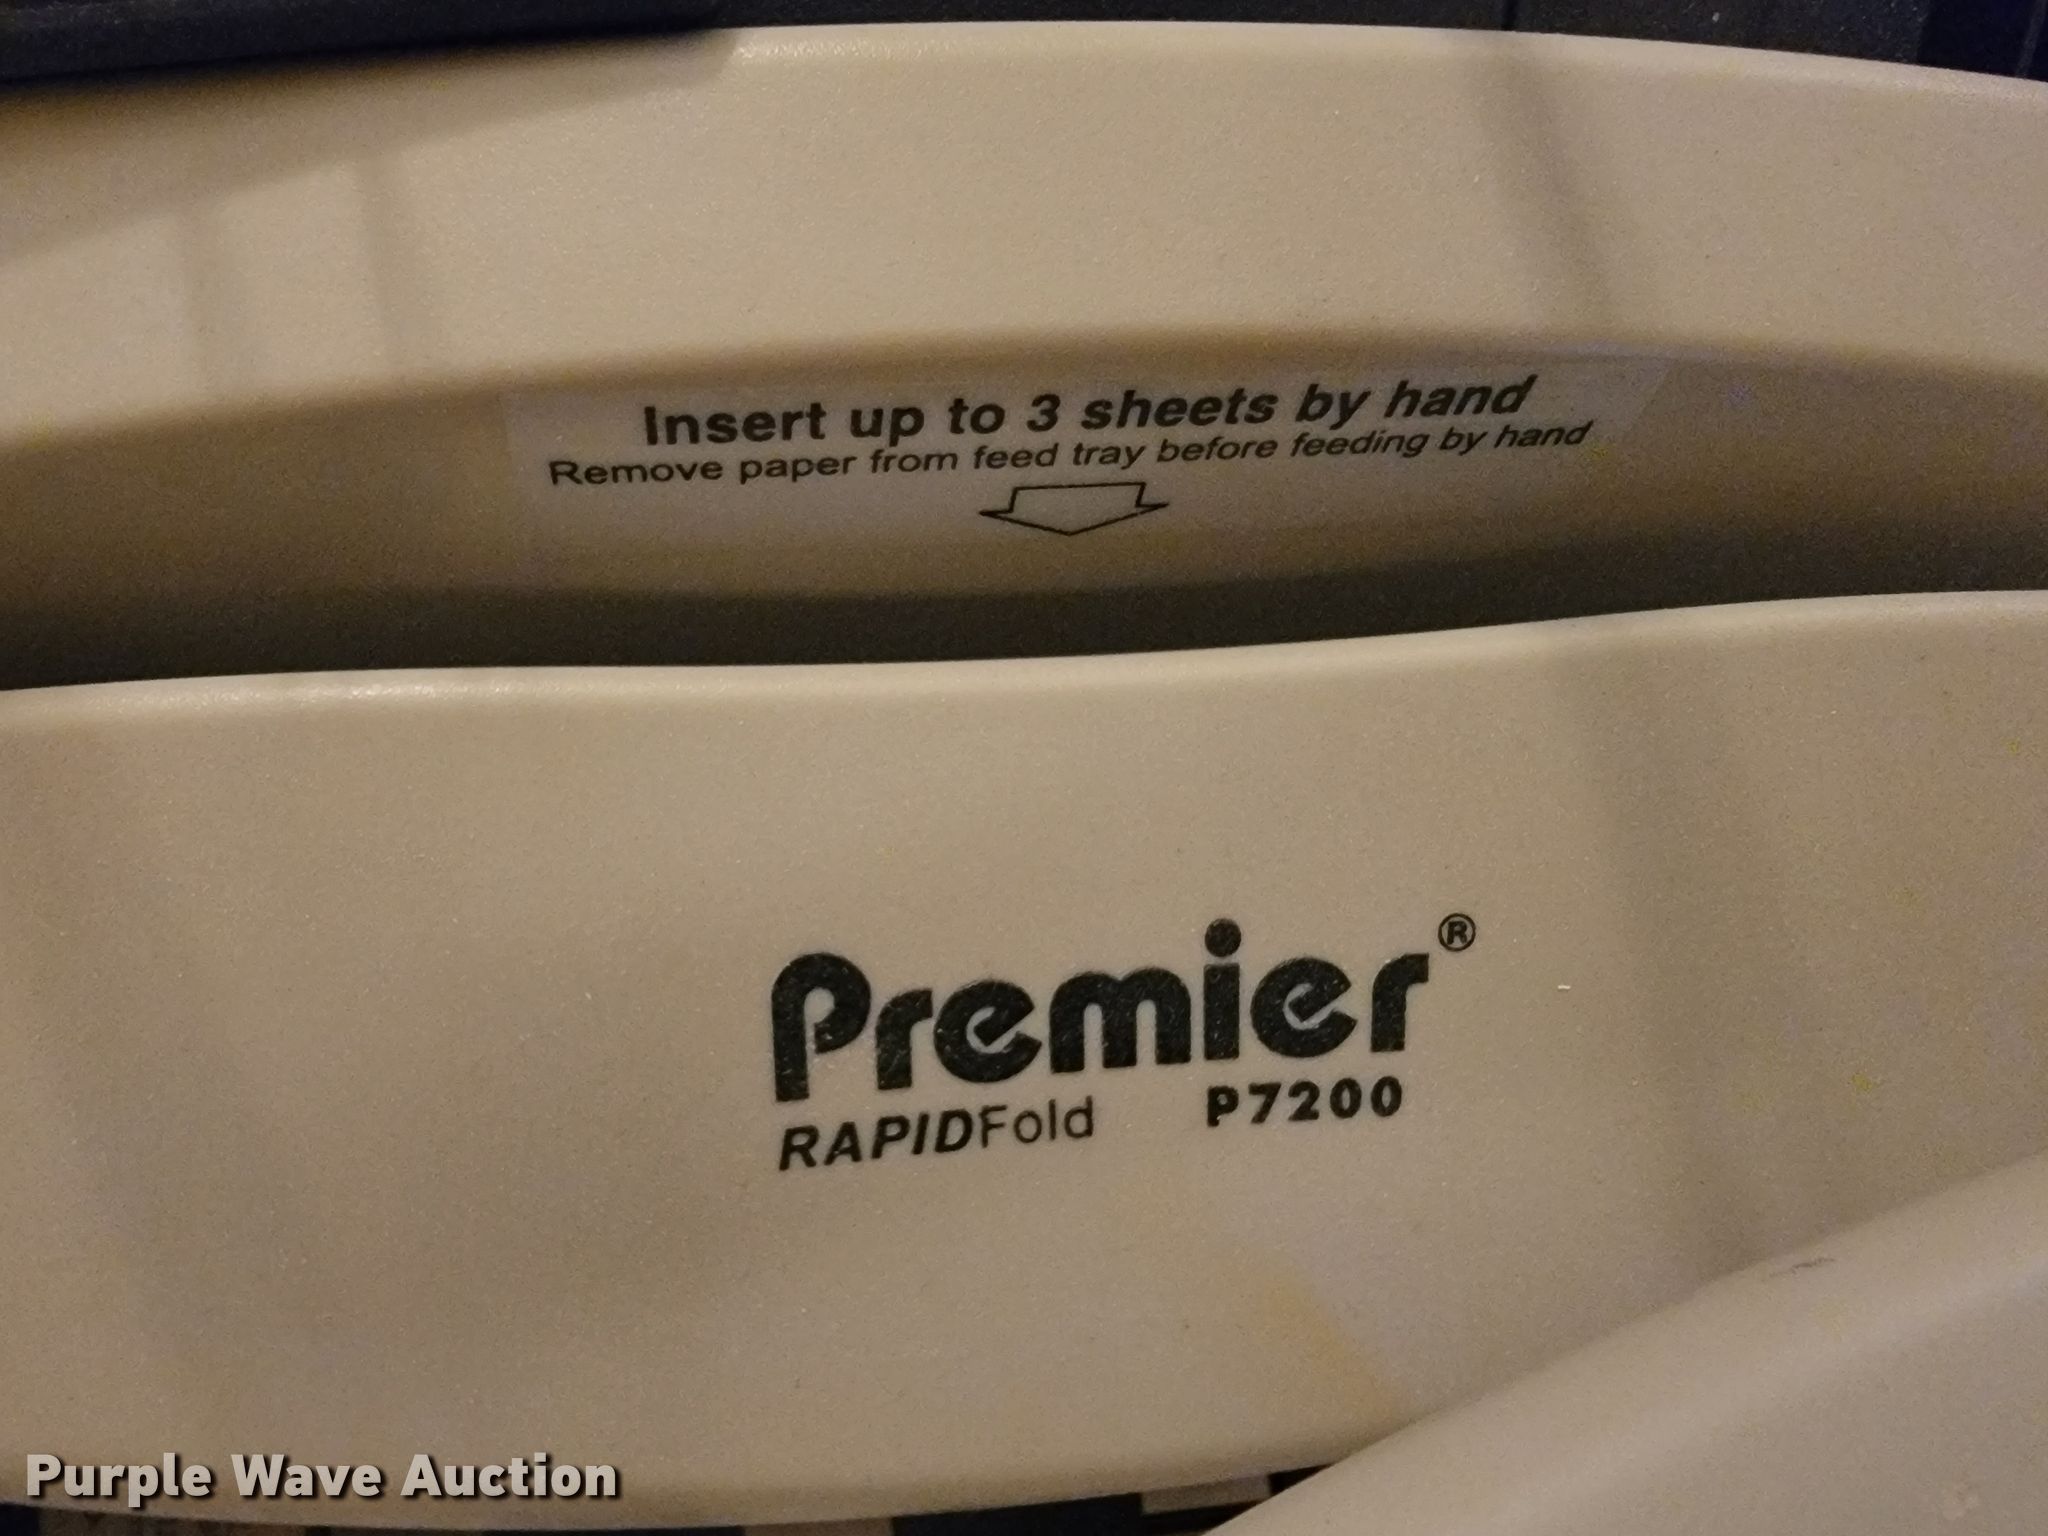 Insert up to 3 sheets by hand
Remove paper from feed tray before feeding by hand
Premier®
RAPIDFold P7200
Purple Wave Auction